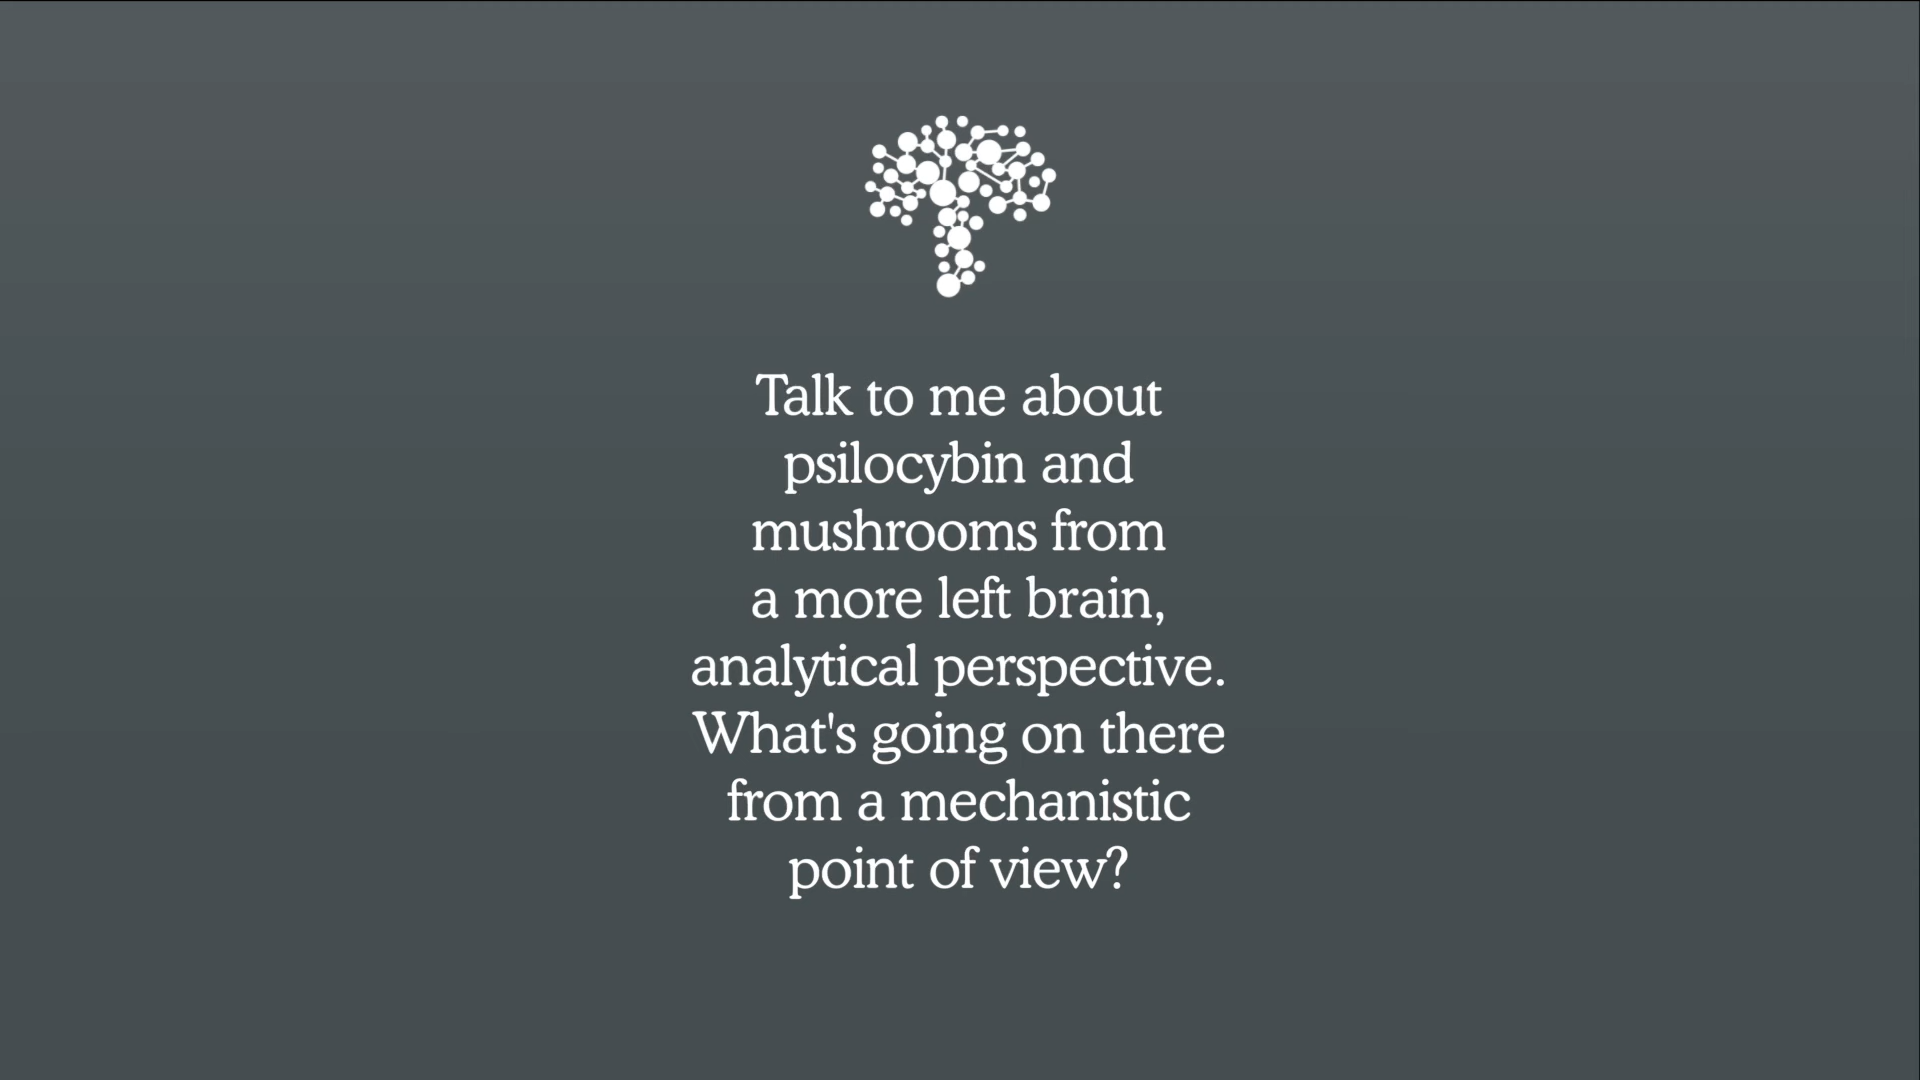 Talk to me about
psilocybin and
mushrooms from
a more left brain,
analytical perspective.
What's going on there
from a mechanistic
point of view?